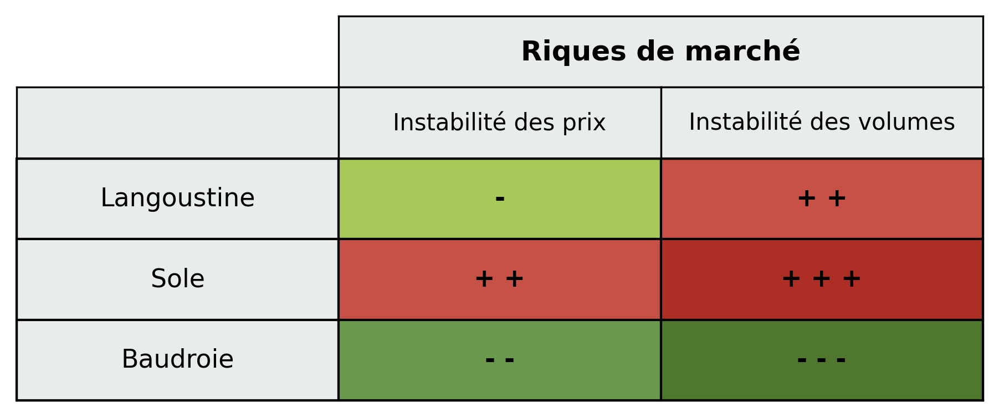 Riques de marché
Instabilité des prix Instabilité des volumes
Langoustine - + +
Sole + + + + +
Baudroie - - - - -